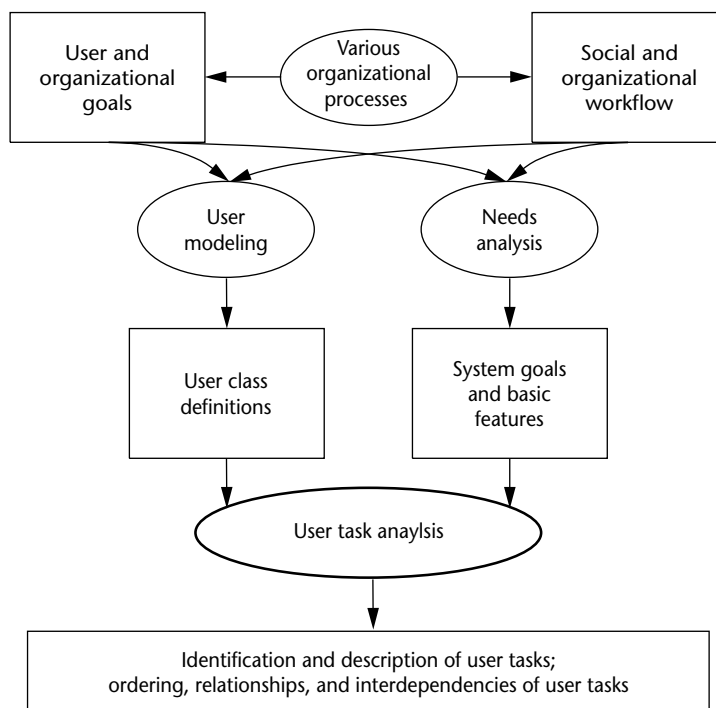 User and
organizational
goals
Various
organizational
processes
Social and
organizational
workflow
User
modeling
Needs
analysis
User class
definitions
System goals
and basic
features
User task anaylsis
Identification and description of user tasks;
ordering, relationships, and interdependencies of user tasks